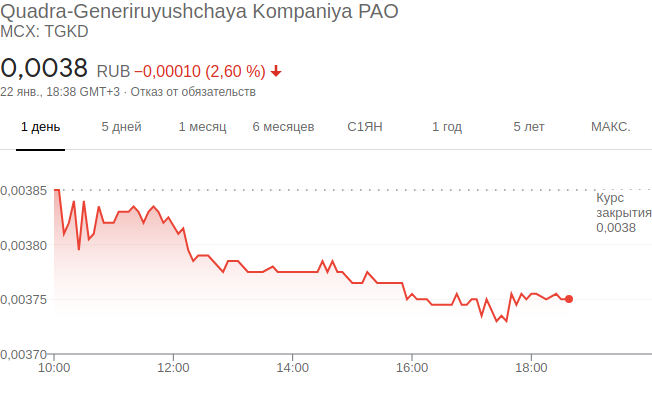 Quadra-Generiruyushchaya Kompaniya PAO
MCX: TGKD
0,0038 RUB −0,00010 (2,60 %)
22 янв., 18:38 GMT+3 · Отказ от обязательств
1 день 5 дней 1 месяц 6 месяцев С1ЯН 1 год 5 лет МАКС.
0,00385
Курс
закрытия
0,0038
0,00380
0,00375
0,00370
10:00 12:00 14:00 16:00 18:00